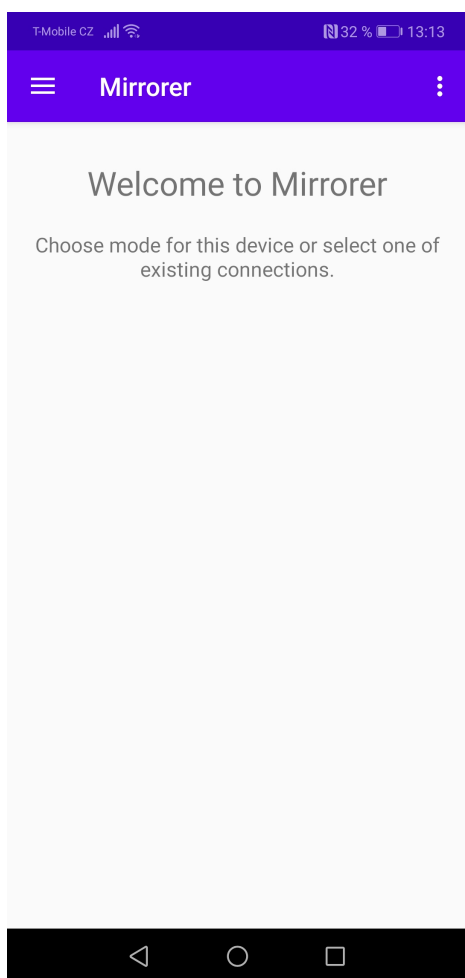 T-Mobile CZ 32 % 13:13
Mirrorer
Welcome to Mirrorer
Choose mode for this device or select one of
existing connections.